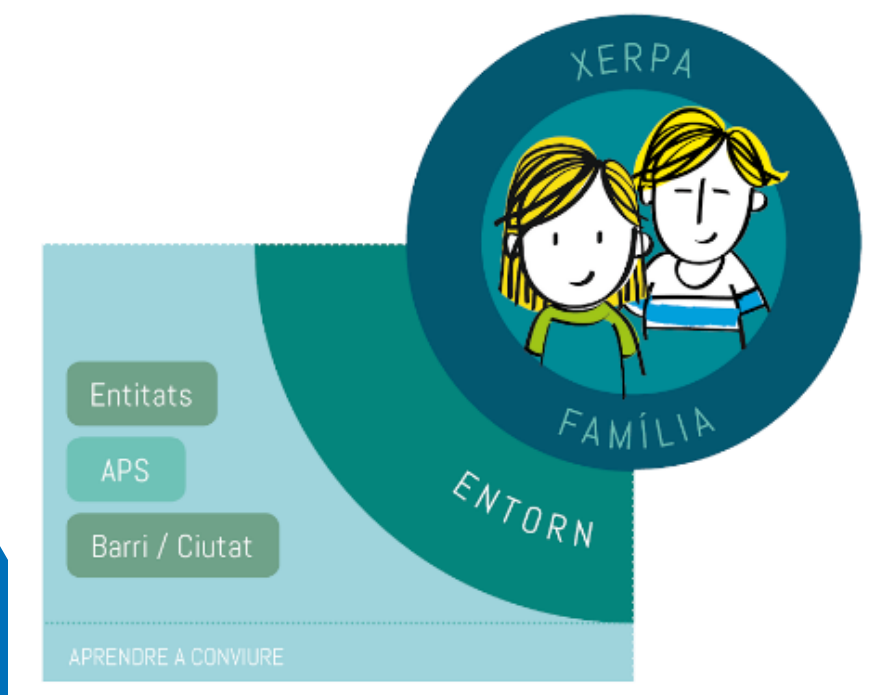 XERPA
FAMÍLIA
ENTORN
Entitats
APS
Barri / Ciutat
APRENDRE A CONVIURE